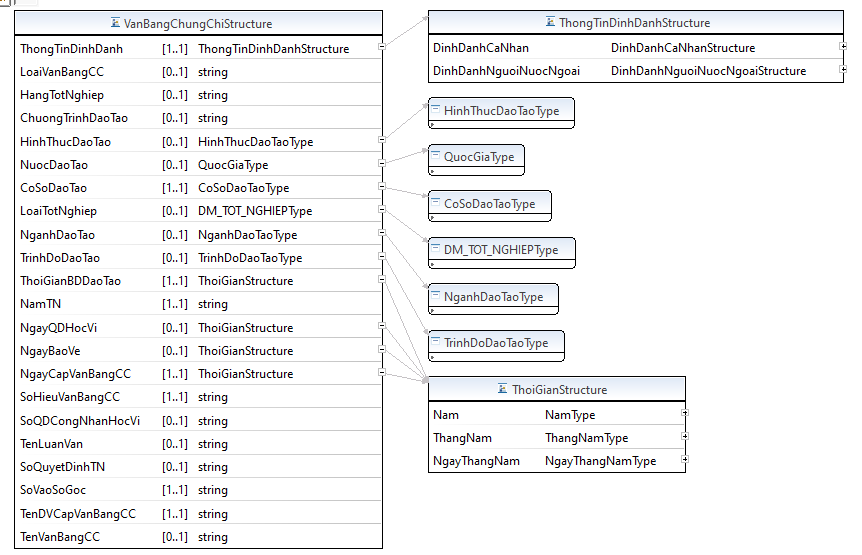 VanBangChungChiStructure
ThongTinDinhDanh [1..1] ThongTinDinhDanhStructure
LoaiVanBangCC [0..1] string
HangTotNghiep [0..1] string
ChuongTrinhDaoTao [0..1] string
HinhThucDaoTao [0..1] HinhThucDaoTaoType
NuocDaoTao [0..1] QuocGiaType
CoSoDaoTao [1..1] CoSoDaoTaoType
LoaiTotNghiep [0..1] DM_TOT_NGHIEPType
NganhDaoTao [0..1] NganhDaoTaoType
TrinhDoDaoTao [0..1] TrinhDoDaoTaoType
ThoiGianBDDaoTao [1..1] ThoiGianStructure
NamTN [1..1] string
NgayQDHocVi [0..1] ThoiGianStructure
NgayBaoVe [0..1] ThoiGianStructure
NgayCapVanBangCC [1..1] ThoiGianStructure
SoHieuVanBangCC [1..1] string
SoQDCongNhanHocVi [0..1] string
TenLuanVan [0..1] string
SoQuyetDinhTN [0..1] string
SoVaoSoGoc [1..1] string
TenDVCapVanBangCC [1..1] string
TenVanBangCC [0..1] string
ThongTinDinhDanhStructure
DinhDanhCaNhan DinhDanhCaNhanStructure
DinhDanhNguoiNuocNgoai DinhDanhNguoiNuocNgoaiStructure
HinhThucDaoTaoType
QuocGiaType
CoSoDaoTaoType
DM_TOT_NGHIEPType
NganhDaoTaoType
TrinhDoDaoTaoType
ThoiGianStructure
Nam NamType
ThangNam ThangNamType
NgayThangNam NgayThangNamType